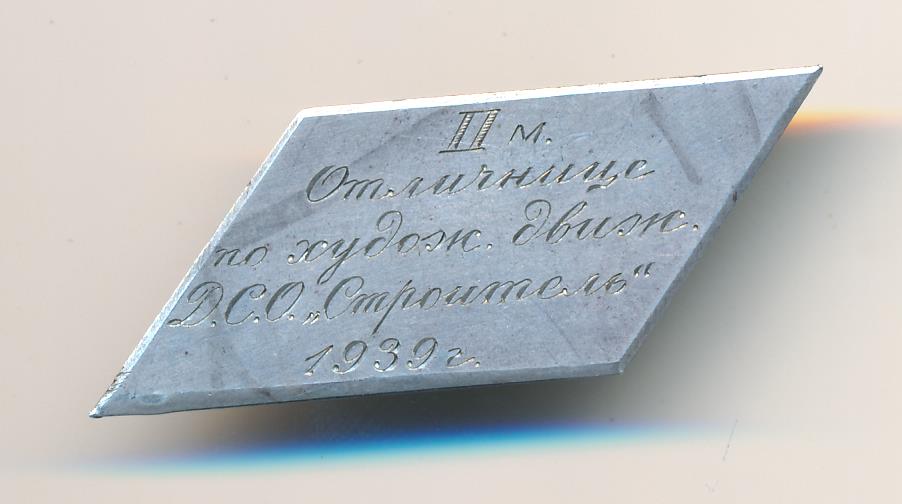 II м.
Отличнице
по худож. движ.
Д.С.О. „Строитель“
1939 г.